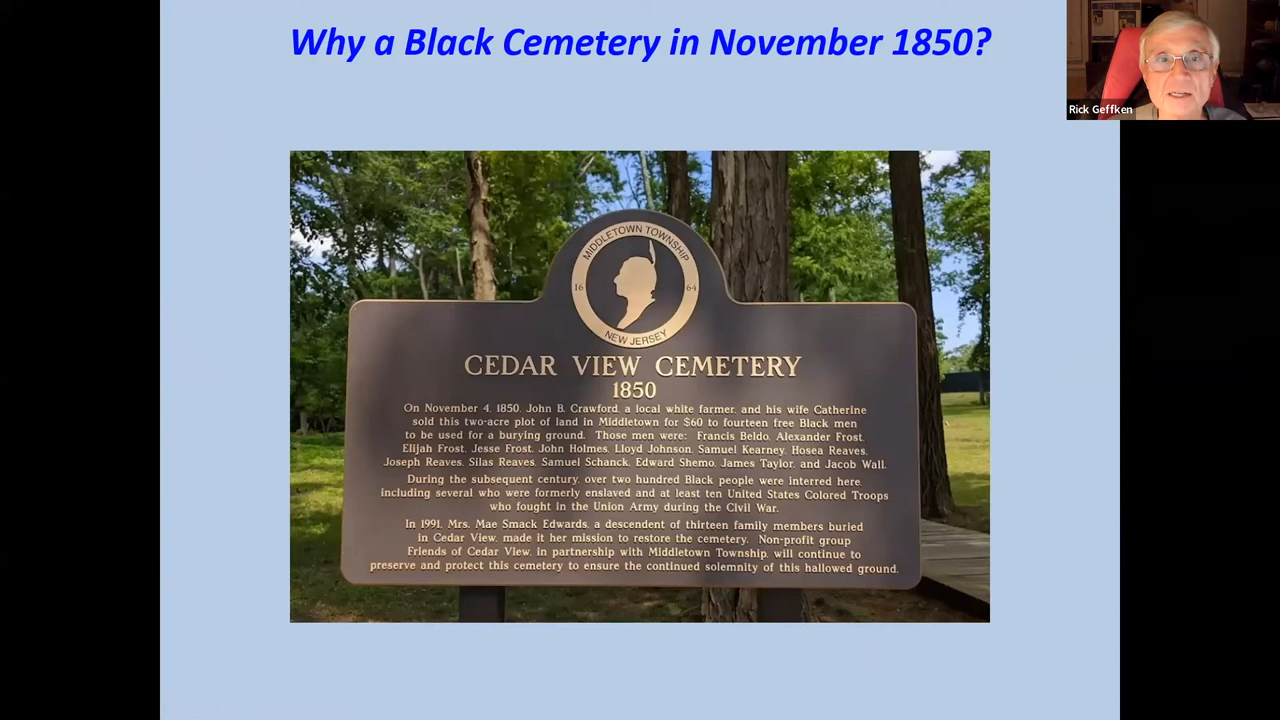 Why a Black Cemetery in November 1850?
Rick Geffken
MIDDLETOWN TOWNSHIP
16 64
NEW JERSEY
CEDAR VIEW CEMETERY
1850
On November 4, 1850, John B. Crawford, a local white farmer, and his wife Catherine
sold this two-acre plot of land in Middletown for $60 to fourteen free Black men
to be used for a burying ground. Those men were: Francis Beldo, Alexander Frost,
Elijah Frost, Jesse Frost, John Holmes, Lloyd Johnson, Samuel Kearney, Hosea Reaves,
Joseph Reaves, Silas Reaves, Samuel Schanck, Edward Shemo, James Taylor, and Jacob Wall.
During the subsequent century, over two hundred Black people were interred here,
including several who were formerly enslaved and at least ten United States Colored Troops
who fought in the Union Army during the Civil War.
In 1991, Mrs. Mae Smack Edwards, a descendent of thirteen family members buried
in Cedar View, made it her mission to restore the cemetery. Non-profit group
Friends of Cedar View, in partnership with Middletown Township, will continue to
preserve and protect this cemetery to ensure the continued solemnity of this hallowed ground.